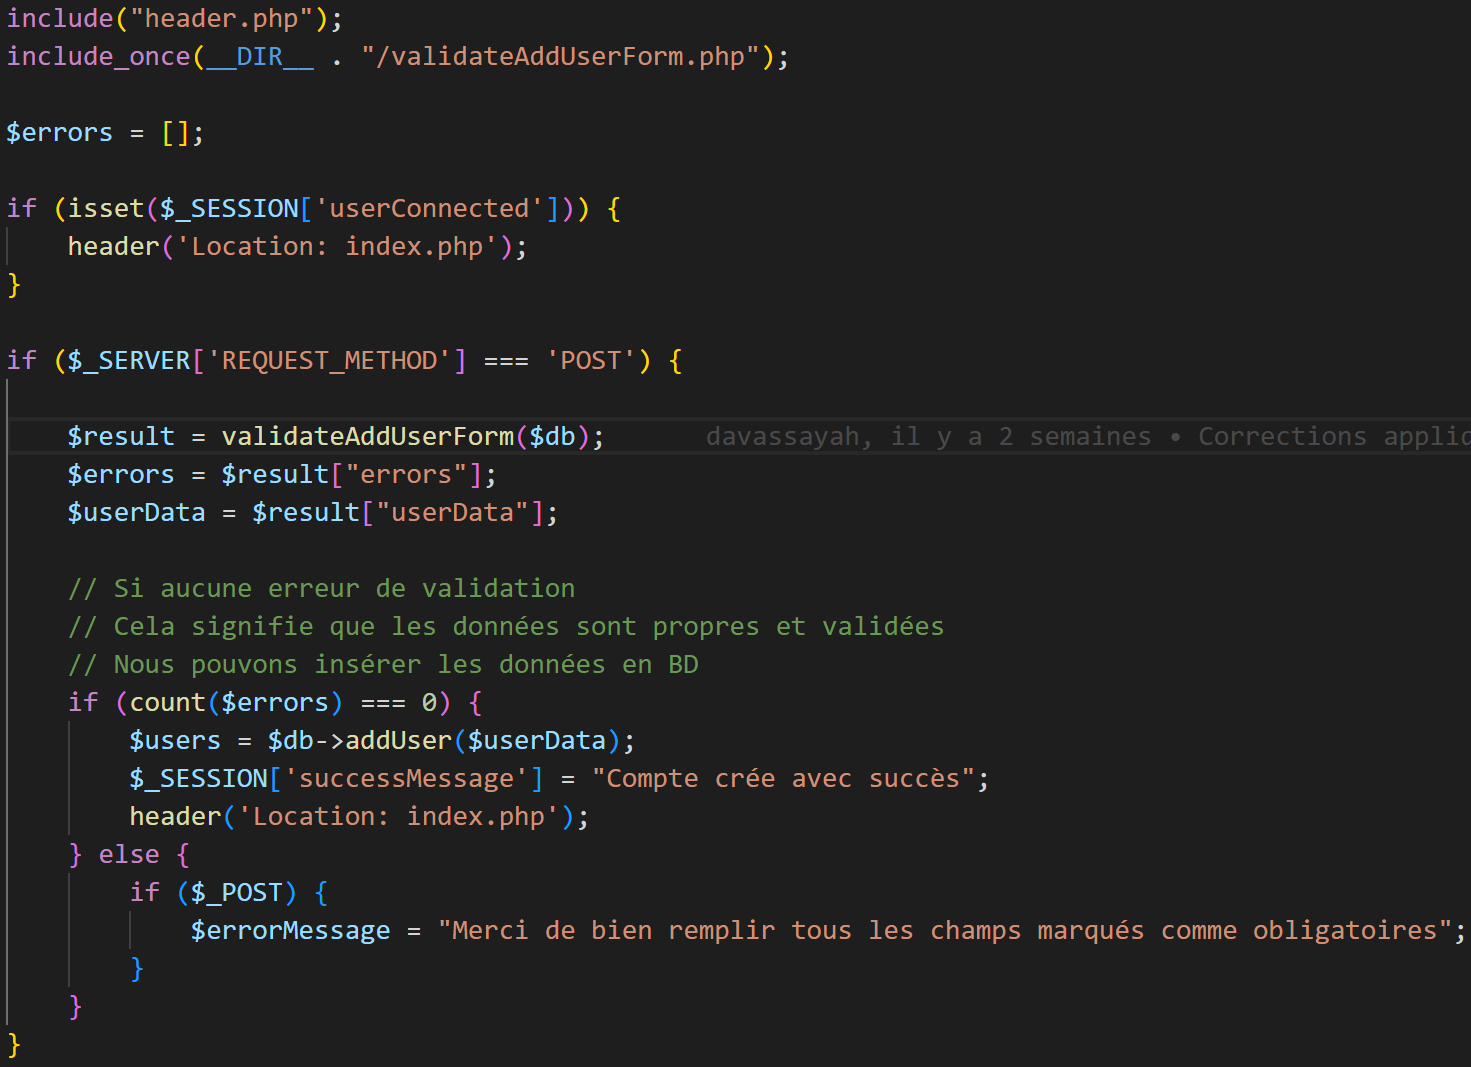 include("header.php");
include_once(__DIR__ . "/validateAddUserForm.php");
$errors = [];
if (isset($_SESSION['userConnected'])) {
header('Location: index.php');
}
if ($_SERVER['REQUEST_METHOD'] === 'POST') {
$result = validateAddUserForm($db); davassayah, il y a 2 semaines • Corrections appliq
$errors = $result["errors"];
$userData = $result["userData"];
// Si aucune erreur de validation
// Cela signifie que les données sont propres et validées
// Nous pouvons insérer les données en BD
if (count($errors) === 0) {
$users = $db->addUser($userData);
$_SESSION['successMessage'] = "Compte crée avec succès";
header('Location: index.php');
} else {
if ($_POST) {
$errorMessage = "Merci de bien remplir tous les champs marqués comme obligatoires";
}
}
}